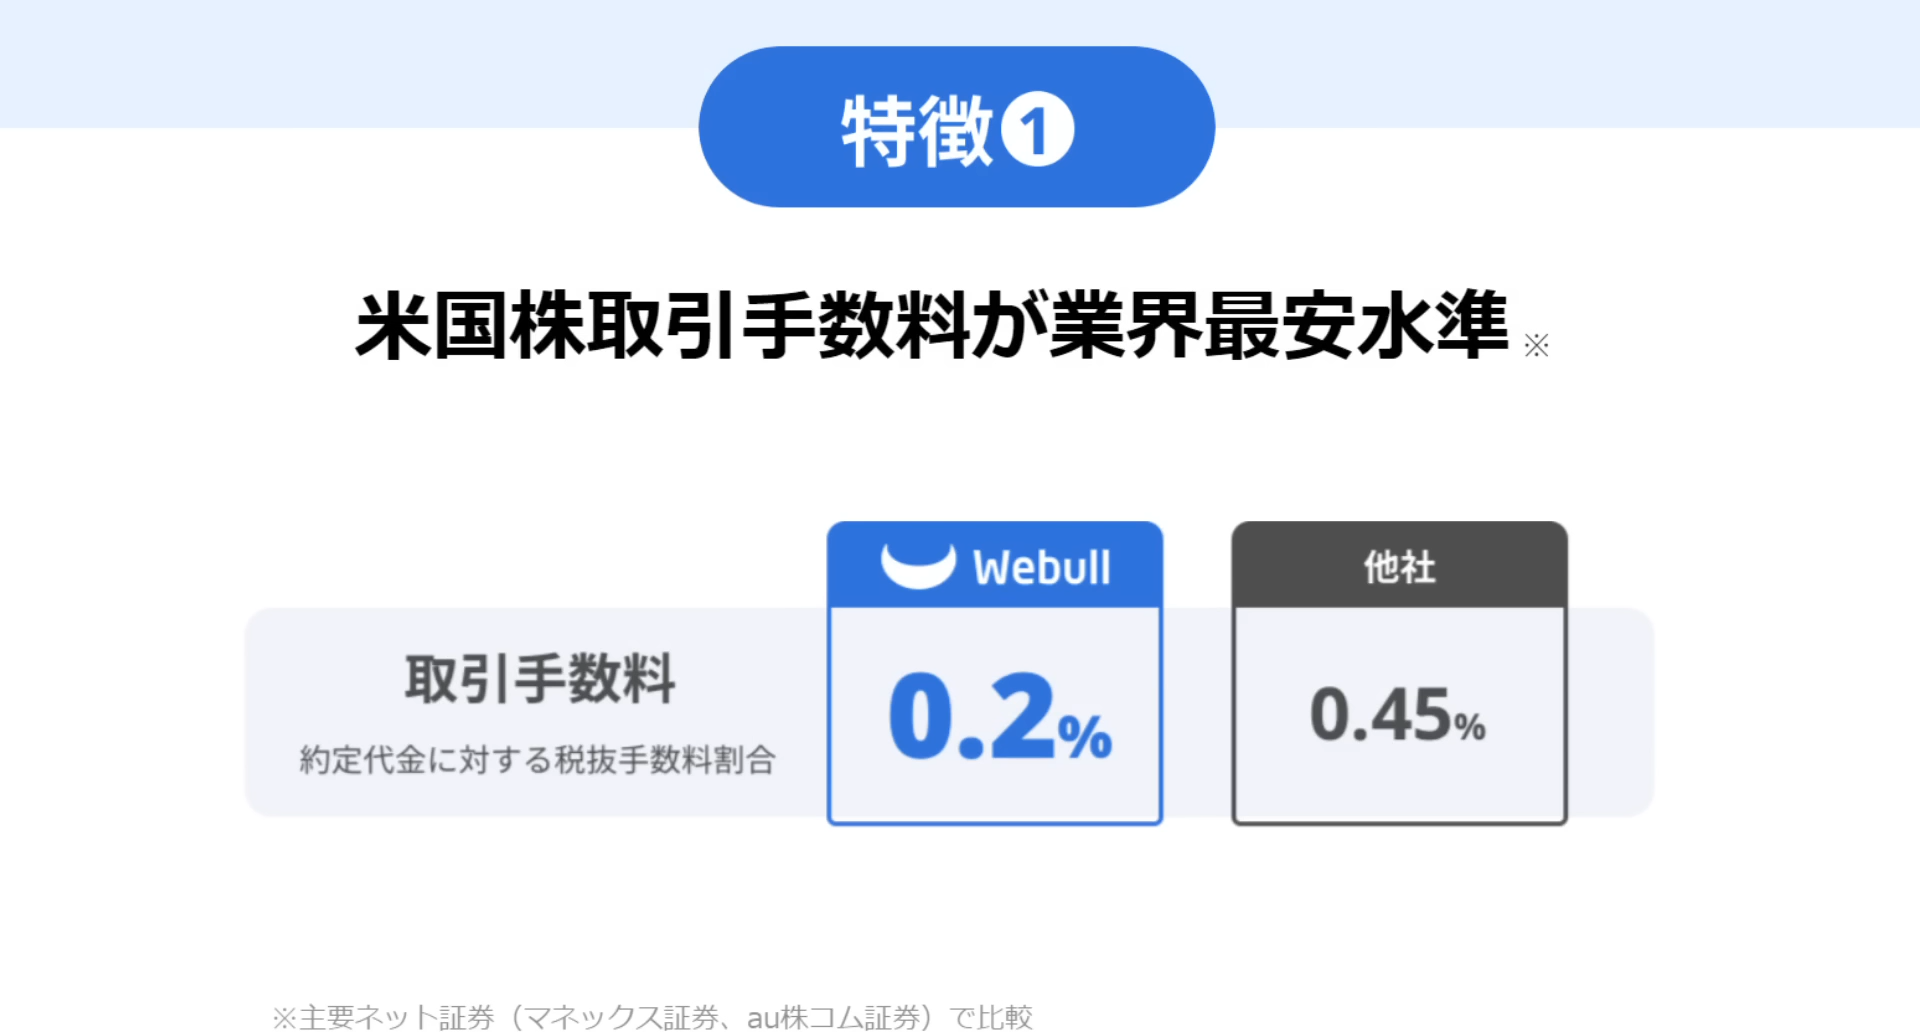 特徴❶
米国株取引手数料が業界最安水準 ※
Webull
他社
取引手数料
約定代金に対する税抜手数料割合
0.2%
0.45%
※主要ネット証券（マネックス証券、au株コム証券）で比較